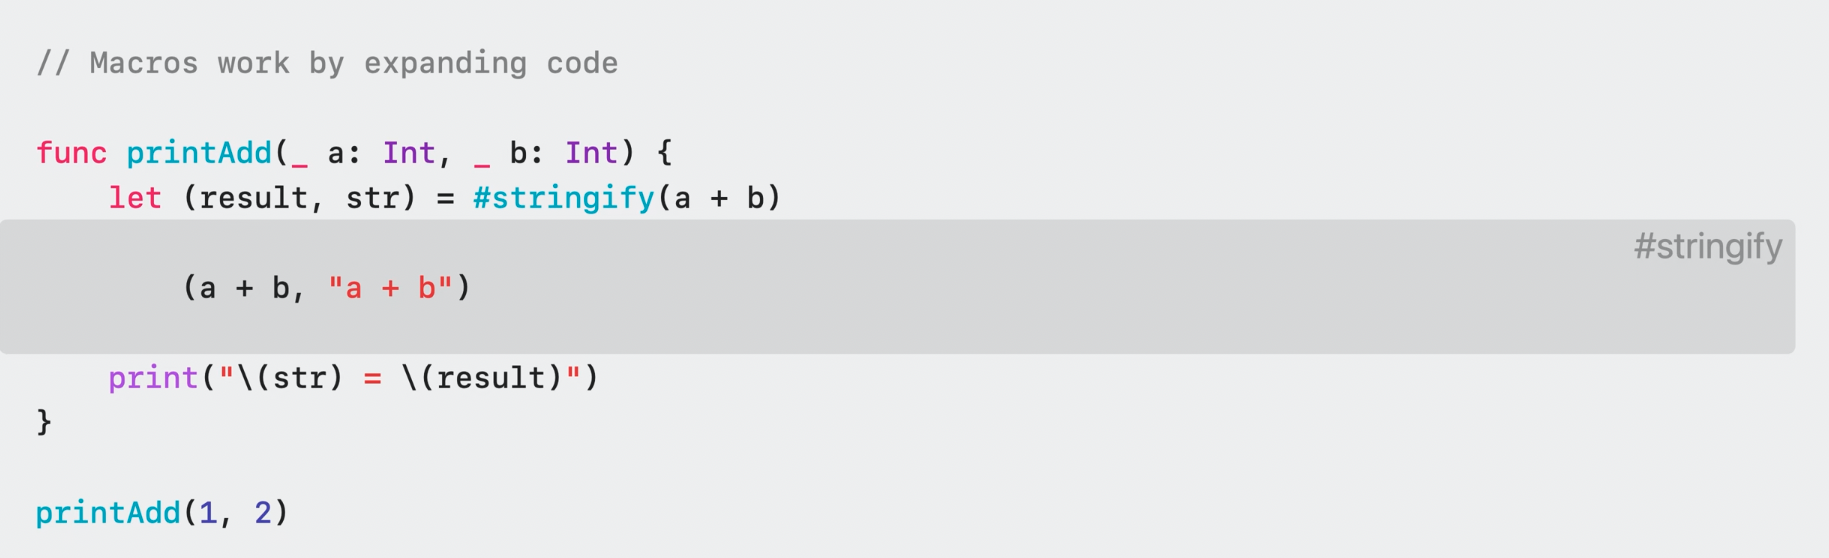 // Macros work by expanding code
func printAdd(_ a: Int, _ b: Int) {
    let (result, str) = #stringify(a + b)
#stringify
        (a + b, "a + b")
    print("\(str) = \(result)")
}
printAdd(1, 2)